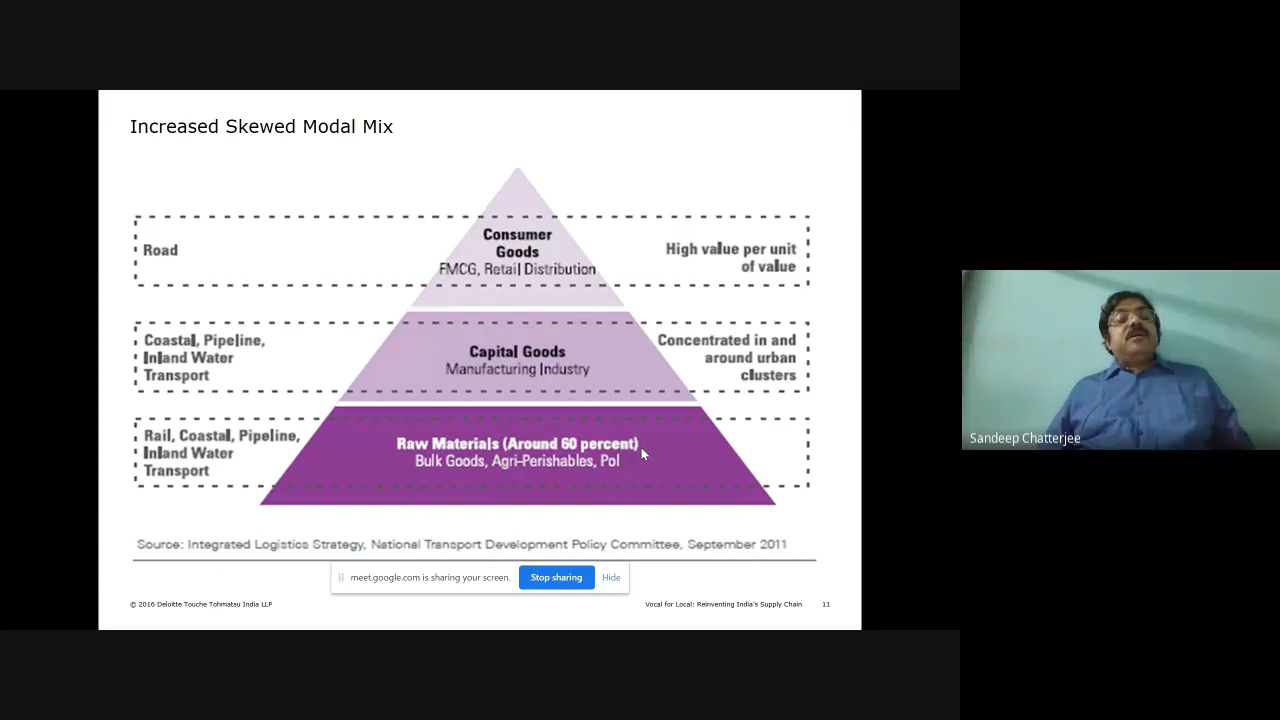 Increased Skewed Modal Mix
Road
Consumer
Goods
FMCG, Retail Distribution
High value per unit
of value
Coastal, Pipeline,
Inland Water
Transport
Capital Goods
Manufacturing Industry
Concentrated in and
around urban
clusters
Rail, Coastal, Pipeline,
Inland Water
Transport
Raw Materials (Around 60 percent)
Bulk Goods, Agri-Perishables, Pol
Source: Integrated Logistics Strategy, National Transport Development Policy Committee, September 2011
meet.google.com is sharing your screen.
Stop sharing
Hide
© 2016 Deloitte Touche Tohmatsu India LLP
Vocal for Local: Reinventing India's Supply Chain
11
Sandeep Chatterjee